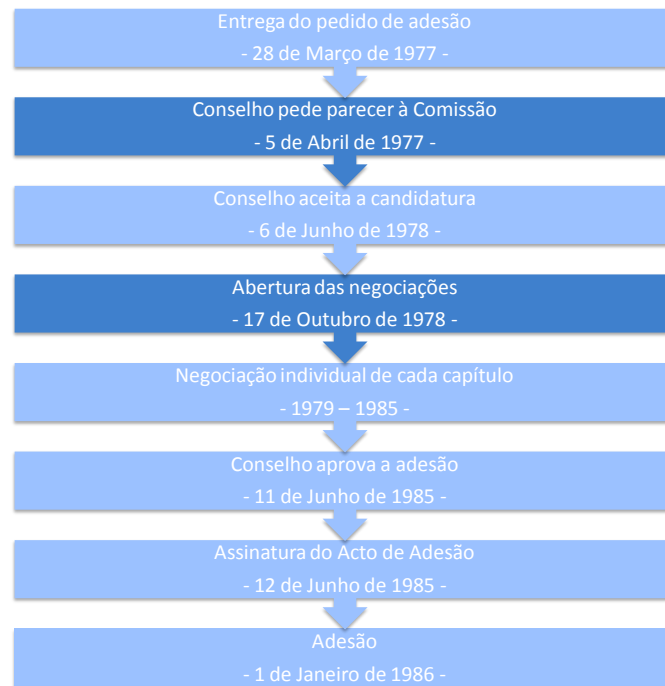 Entrega do pedido de adesão
- 28 de Março de 1977 -
Conselho pede parecer à Comissão
- 5 de Abril de 1977 -
Conselho aceita a candidatura
- 6 de Junho de 1978 -
Abertura das negociações
- 17 de Outubro de 1978 -
Negociação individual de cada capítulo
- 1979 – 1985 -
Conselho aprova a adesão
- 11 de Junho de 1985 -
Assinatura do Acto de Adesão
- 12 de Junho de 1985 -
Adesão
- 1 de Janeiro de 1986 -